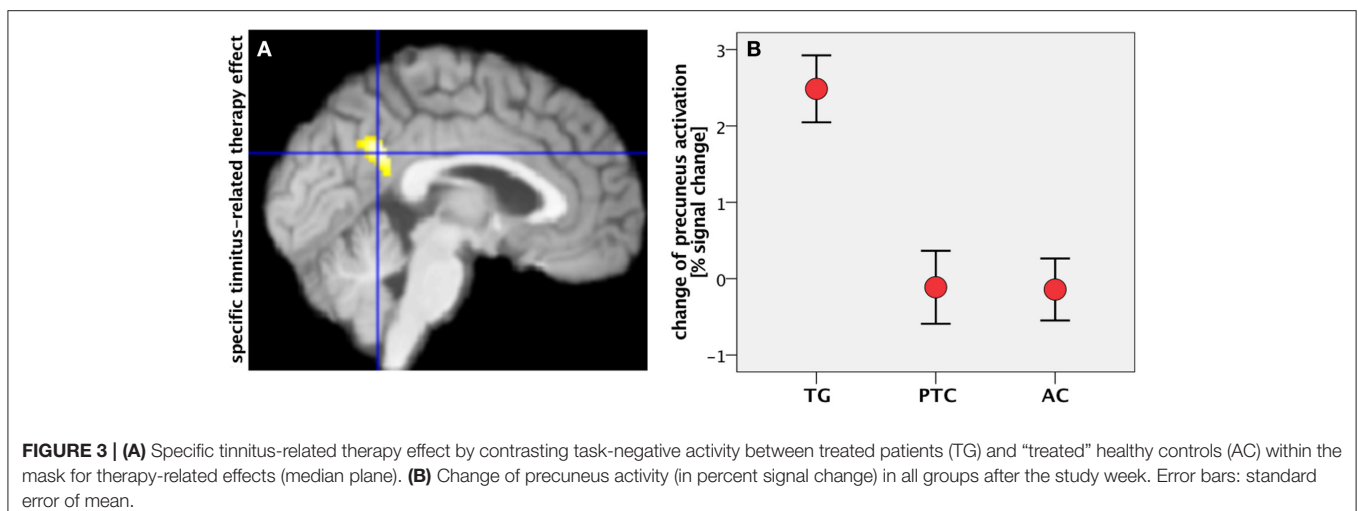 specific tinnitus–related therapy effect
A
B
change of precuneus activation
[% signal change]
3
2
1
0
−1
TG PTC AC
FIGURE 3 | (A) Specific tinnitus-related therapy effect by contrasting task-negative activity between treated patients (TG) and “treated” healthy controls (AC) within the
mask for therapy-related effects (median plane). (B) Change of precuneus activity (in percent signal change) in all groups after the study week. Error bars: standard
error of mean.